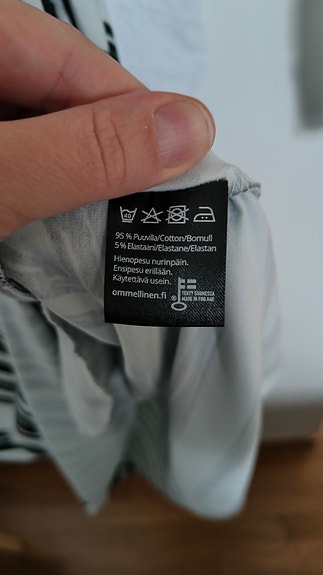 40
95 % Puuvilla/Cotton/Bomull
5 % Elastaani/Elastane/Elastan
Hienopesu nurinpäin.
Ensipesu erillään.
Käytettävä usein.
ommellinen.fi
®
TEHTY SUOMESSA
MADE IN FINLAND